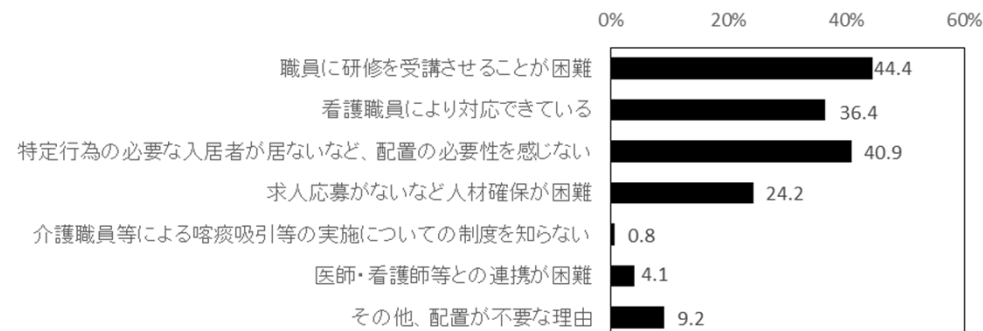 0% 20% 40% 60%
職員に研修を受講させることが困難 44.4
看護職員により対応できている 36.4
特定行為の必要な入居者が居ないなど、配置の必要性を感じない 40.9
求人応募がないなど人材確保が困難 24.2
介護職員等による喀痰吸引等の実施についての制度を知らない 0.8
医師・看護師等との連携が困難 4.1
その他、配置が不要な理由 9.2